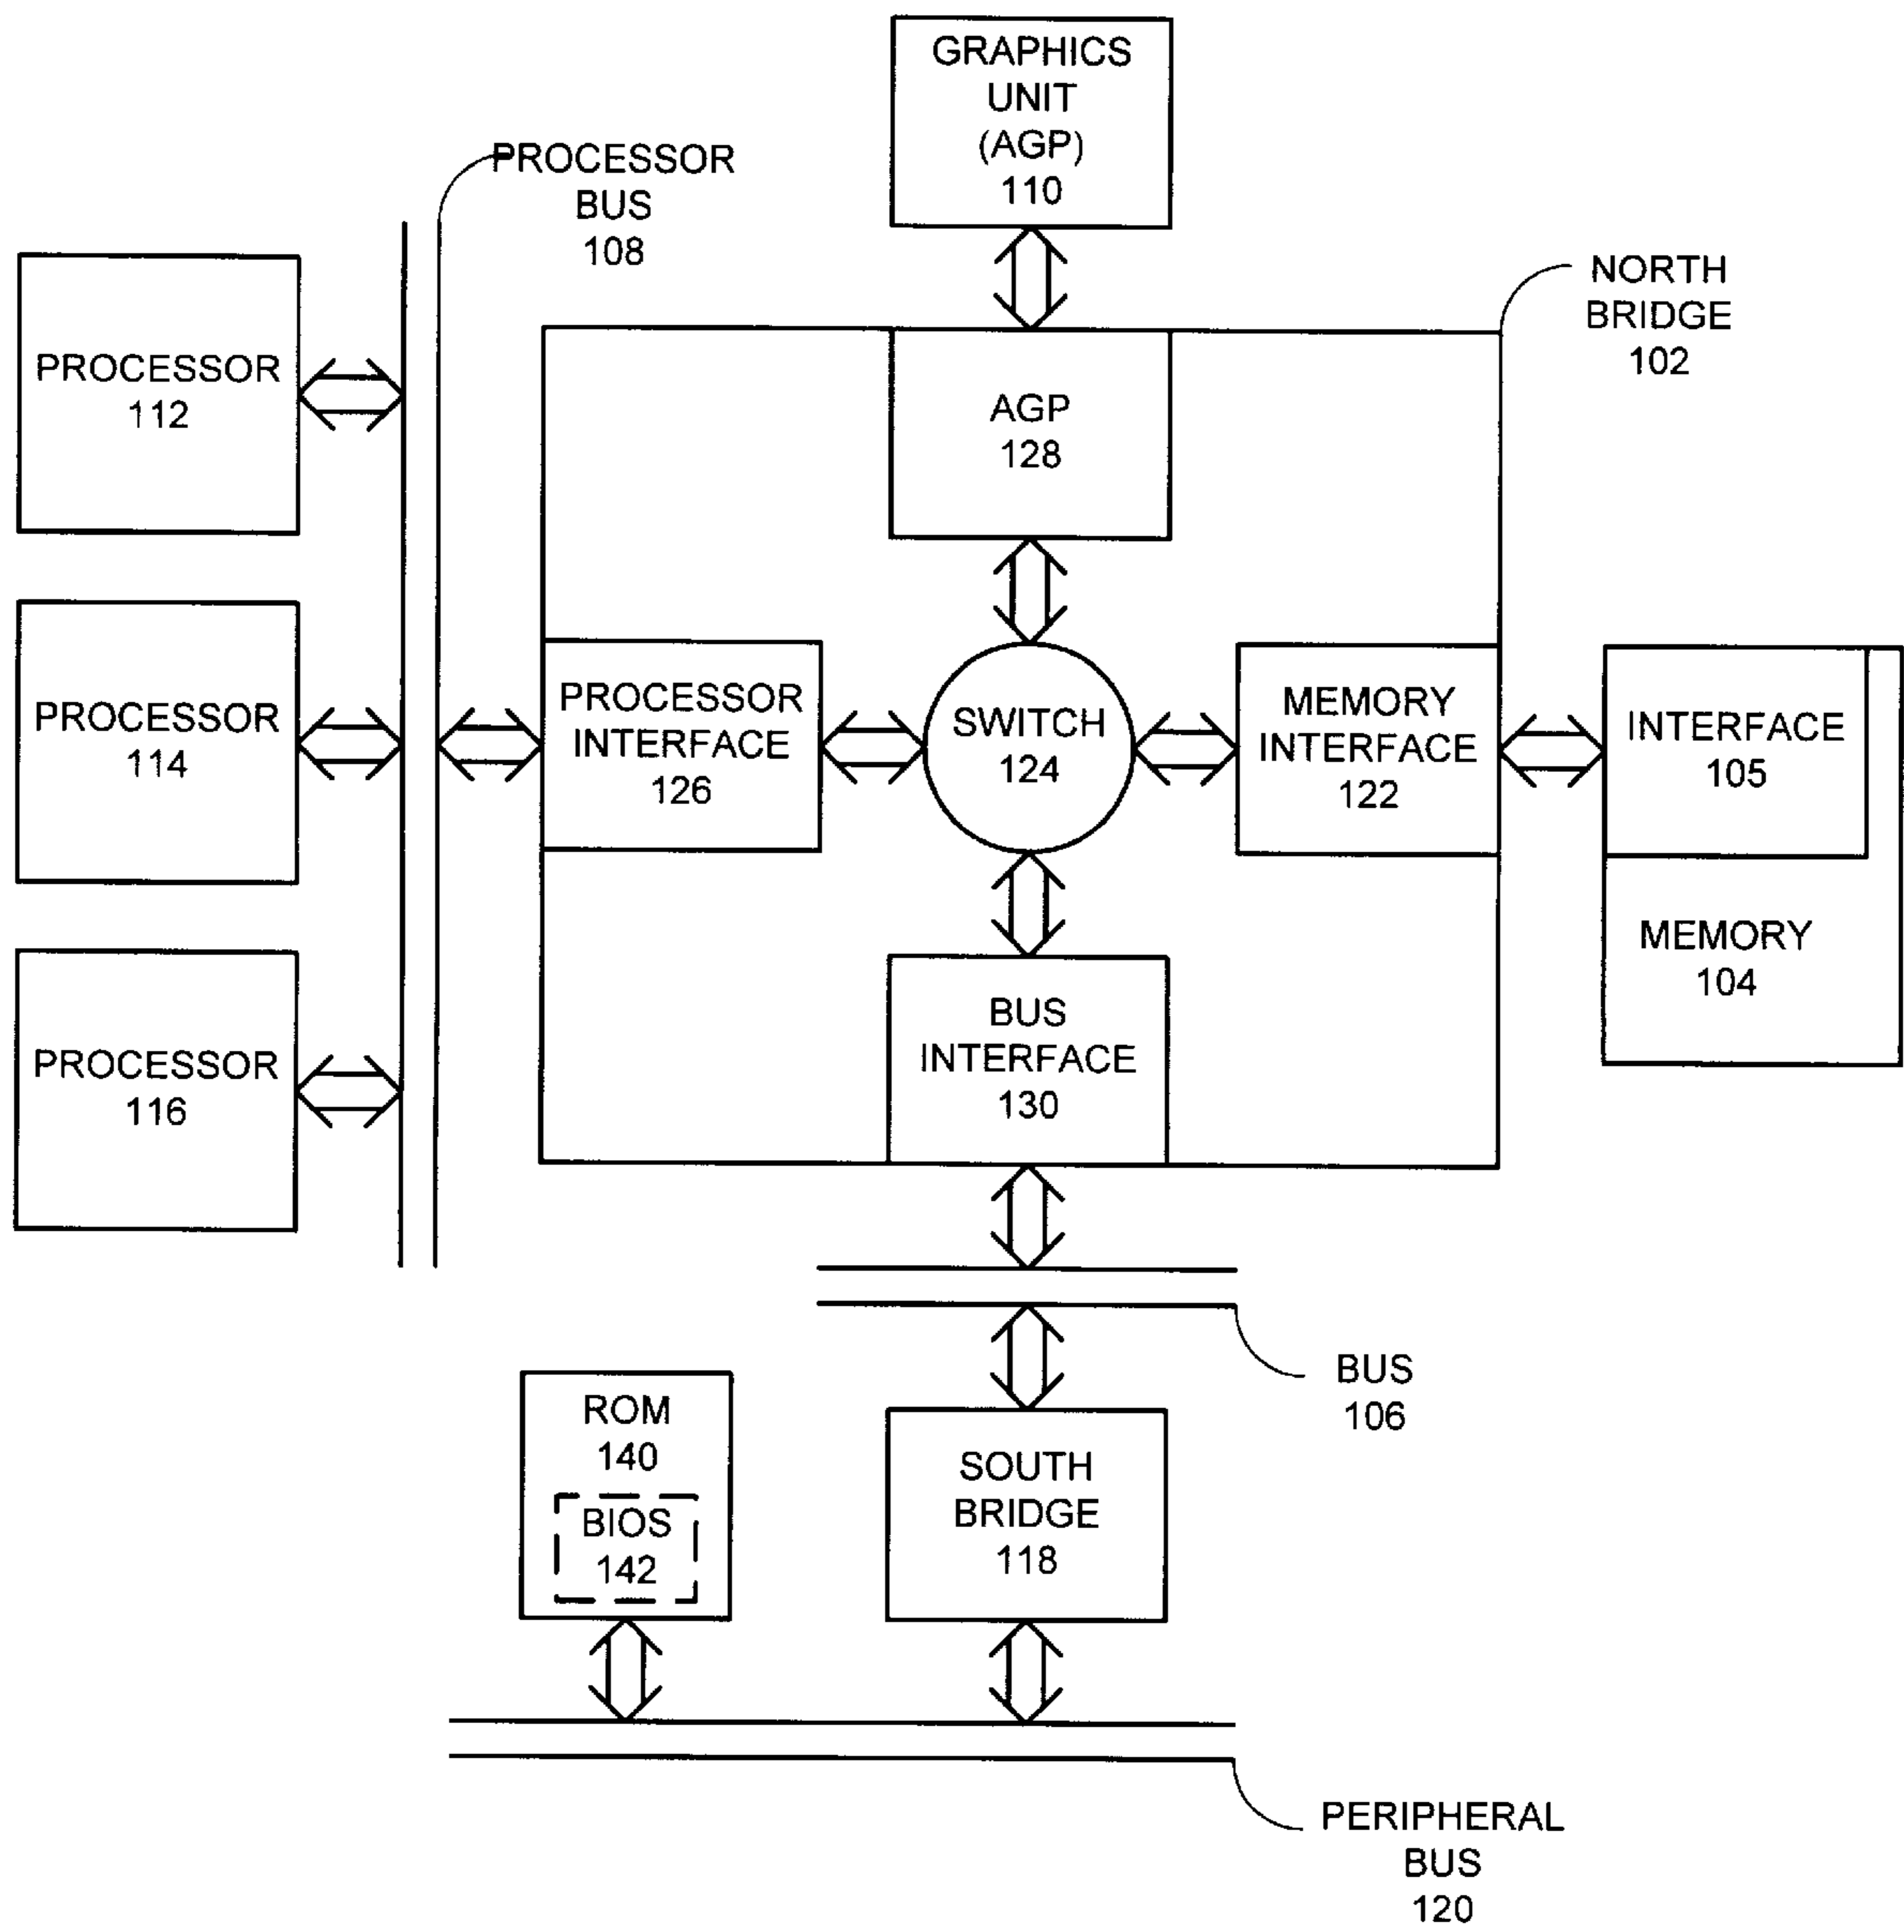 GRAPHICS
UNIT
(AGP)
110
PROCESSOR
BUS
108
NORTH
BRIDGE
102
PROCESSOR
112
AGP
128
PROCESSOR
114
PROCESSOR
INTERFACE
126
SWITCH
124
MEMORY
INTERFACE
122
INTERFACE
105
MEMORY
104
PROCESSOR
116
BUS
INTERFACE
130
BUS
106
ROM
140
BIOS
142
SOUTH
BRIDGE
118
PERIPHERAL
BUS
120